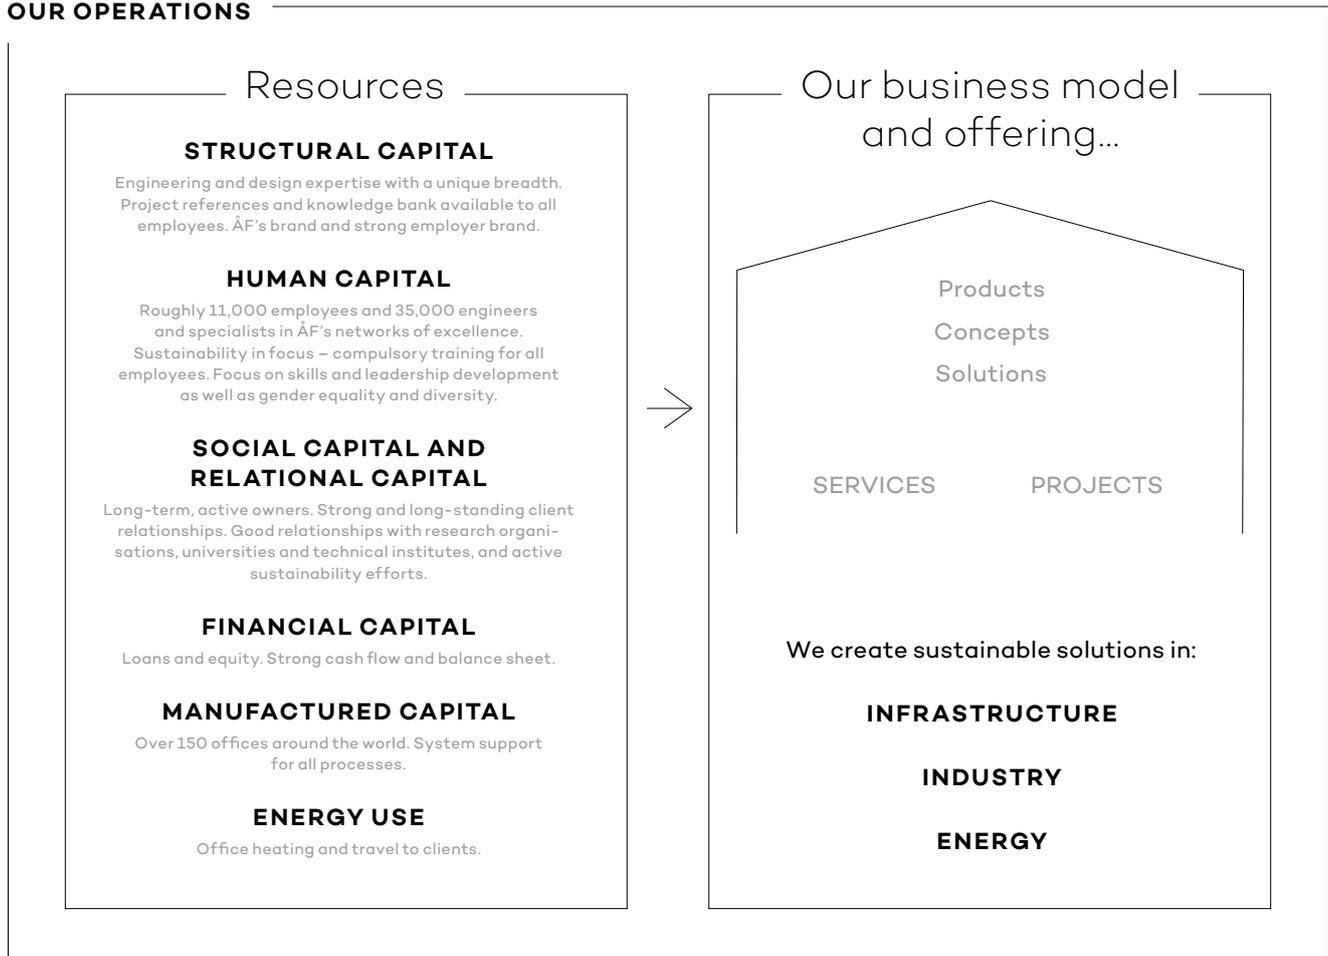 OUR OPERATIONS
Resources
STRUCTURAL CAPITAL
Engineering and design expertise with a unique breadth.
Project references and knowledge bank available to all
employees. ÅF’s brand and strong employer brand.
HUMAN CAPITAL
Roughly 11,000 employees and 35,000 engineers
and specialists in ÅF’s networks of excellence.
Sustainability in focus – compulsory training for all
employees. Focus on skills and leadership development
as well as gender equality and diversity.
SOCIAL CAPITAL AND
RELATIONAL CAPITAL
Long-term, active owners. Strong and long-standing client
relationships. Good relationships with research organi-
sations, universities and technical institutes, and active
sustainability efforts.
FINANCIAL CAPITAL
Loans and equity. Strong cash flow and balance sheet.
MANUFACTURED CAPITAL
Over 150 offices around the world. System support
for all processes.
ENERGY USE
Office heating and travel to clients.
Our business model
and offering...
Products
Concepts
Solutions
SERVICES PROJECTS
We create sustainable solutions in:
INFRASTRUCTURE
INDUSTRY
ENERGY